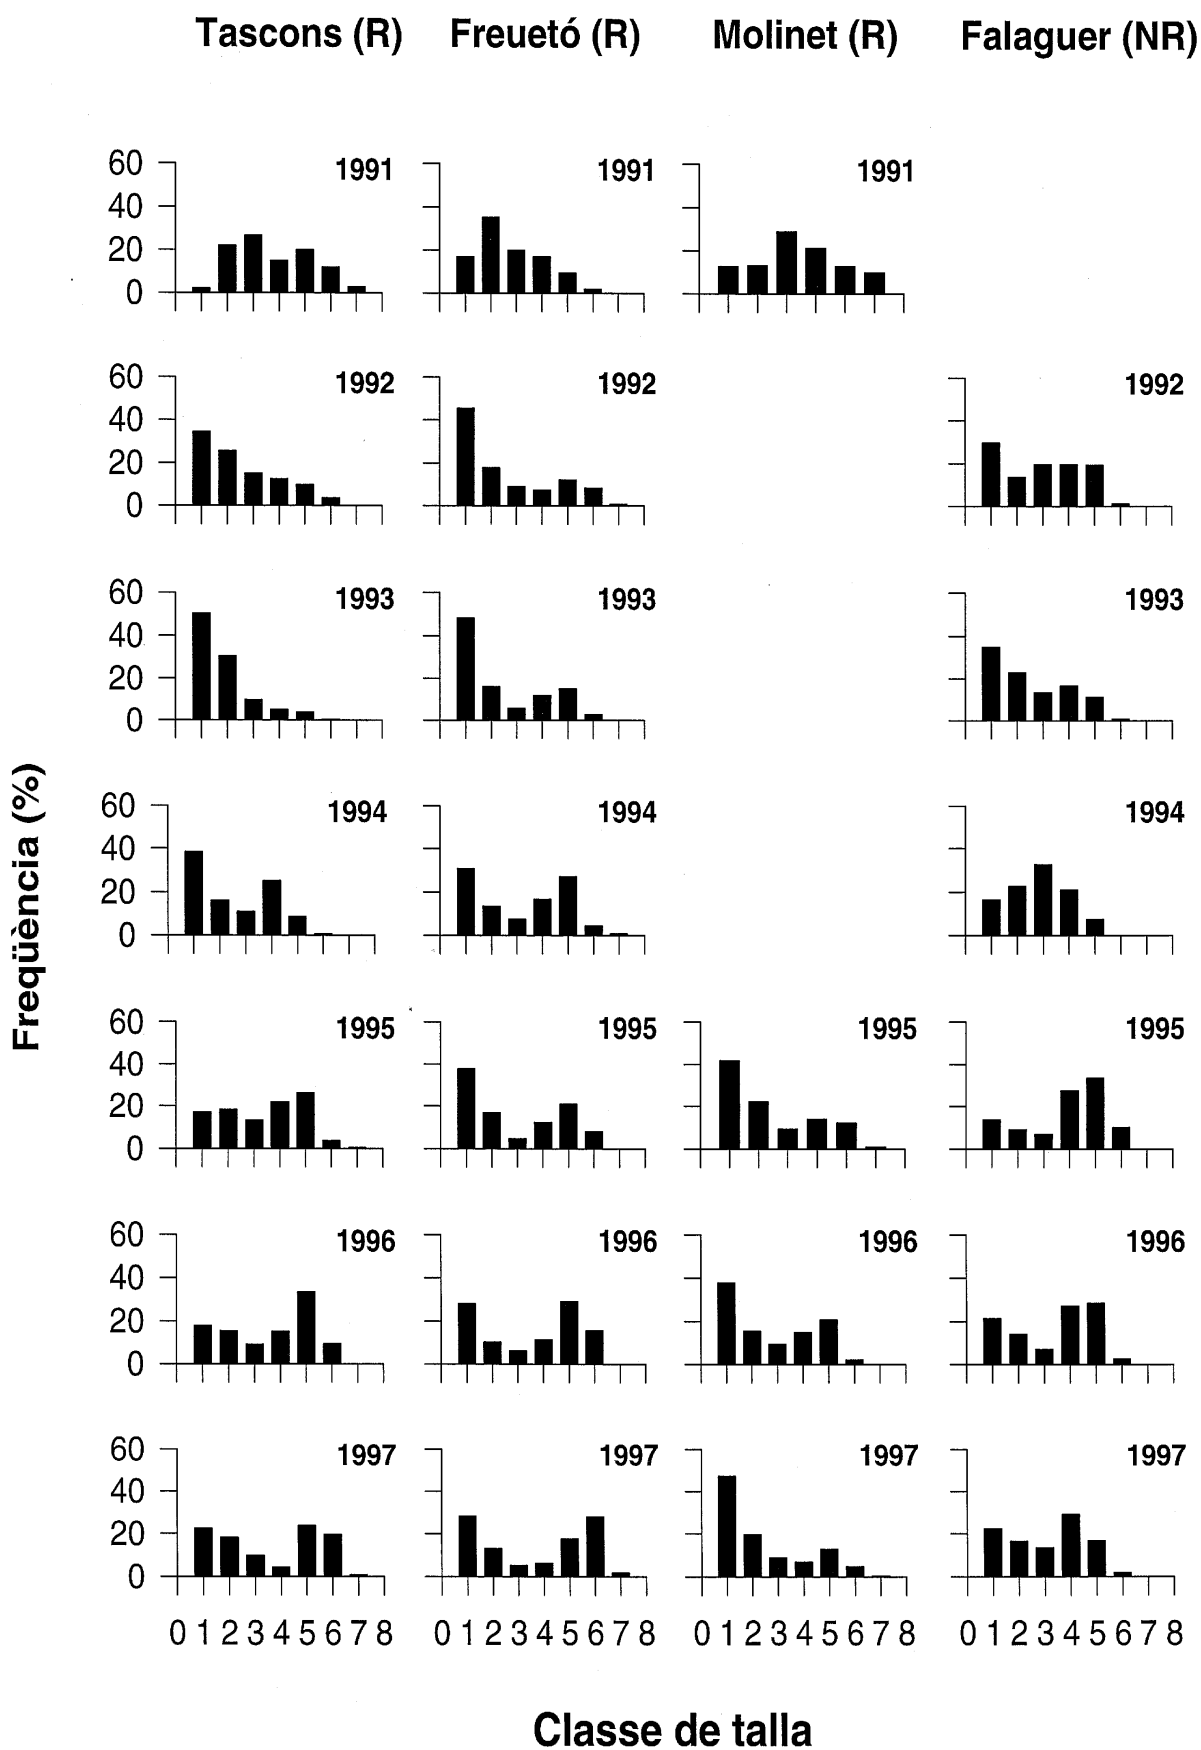 Tascons (R) Freuetó (R) Molinet (R) Falaguer (NR)
60 1991 1991 1991
40
20
0
60 1992 1992 1992
40
20
0
60 1993 1993 1993
40
20
0
60 1994 1994 1994
40
20
0
60 1995 1995 1995 1995
40
20
0
60 1996 1996 1996 1996
40
20
0
60 1997 1997 1997 1997
40
20
0
0 1 2 3 4 5 6 7 8 0 1 2 3 4 5 6 7 8 0 1 2 3 4 5 6 7 8 0 1 2 3 4 5 6 7 8
Freqüència (%)
Classe de talla